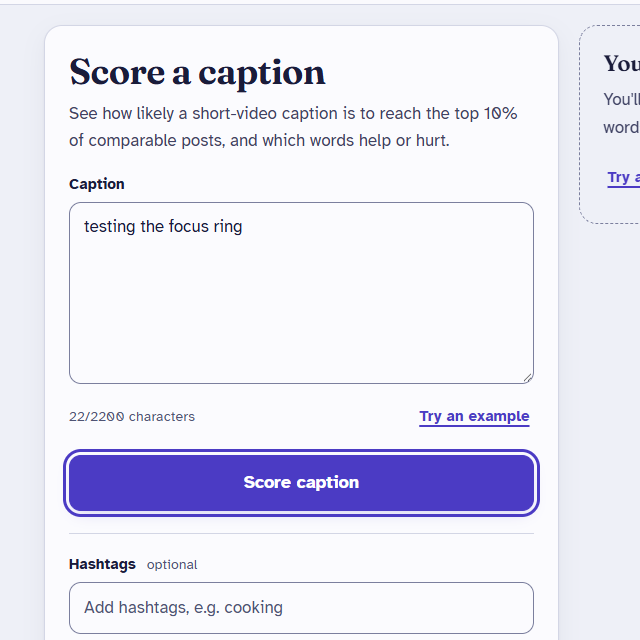 Score a caption
See how likely a short-video caption is to reach the top 10%
of comparable posts, and which words help or hurt.
Caption
testing the focus ring
22/2200 characters
Try an example
Score caption
Hashtags optional
Add hashtags, e.g. cooking
You
You'll
word
Try a